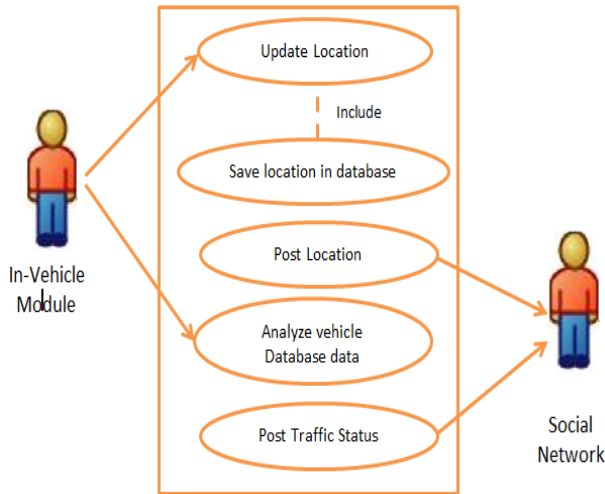 Update Location
Include
Save location in database
Post Location
Analyze vehicle
Database data
Post Traffic Status
In-Vehicle
Module
Social
Network